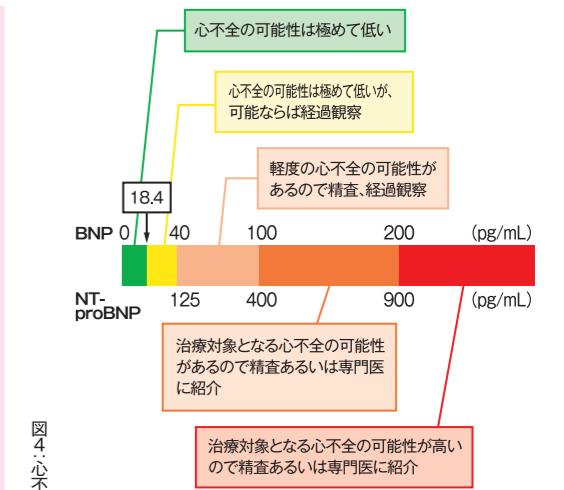 心不全の可能性は極めて低い
心不全の可能性は極めて低いが、
可能ならば経過観察
軽度の心不全の可能性が
あるので精査、経過観察
18.4
BNP 0 40 100 200 (pg/mL)
NT-
proBNP 125 400 900 (pg/mL)
治療対象となる心不全の可能性
があるので精査あるいは専門医
に紹介
治療対象となる心不全の可能性が高い
ので精査あるいは専門医に紹介
図4:心不